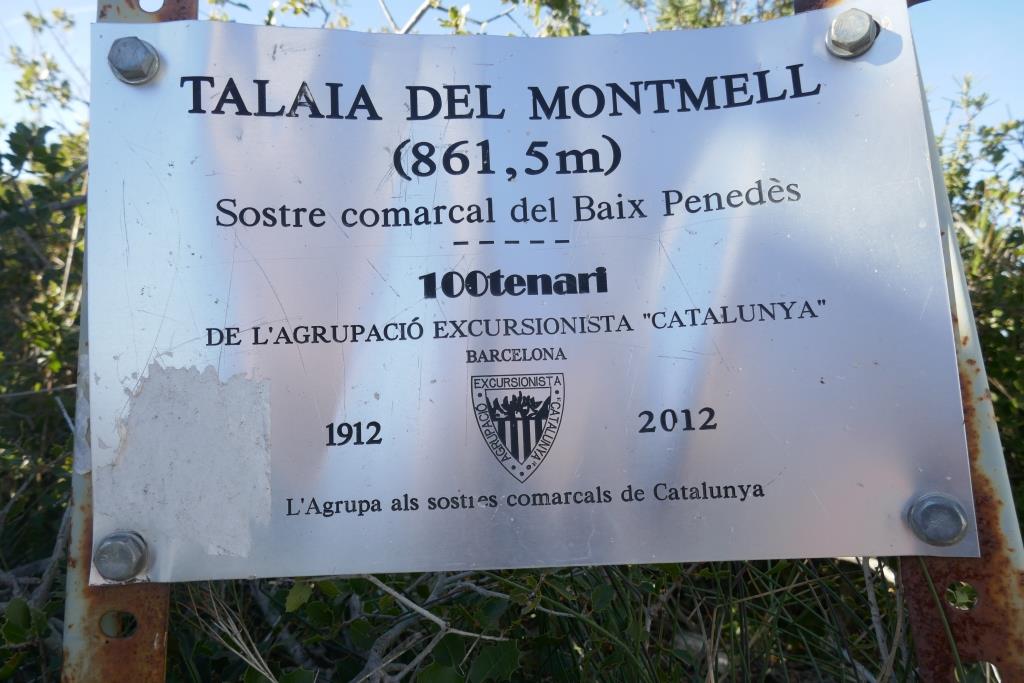 TALAIA DEL MONTMELL
(861,5m)
Sostre comarcal del Baix Penedès
-----
100tenari
DE L'AGRUPACIÓ EXCURSIONISTA "CATALUNYA"
BARCELONA
AGRUPACIÓ EXCURSIONISTA "CATALUNYA"
1912 2012
L'Agrupa als sostres comarcals de Catalunya